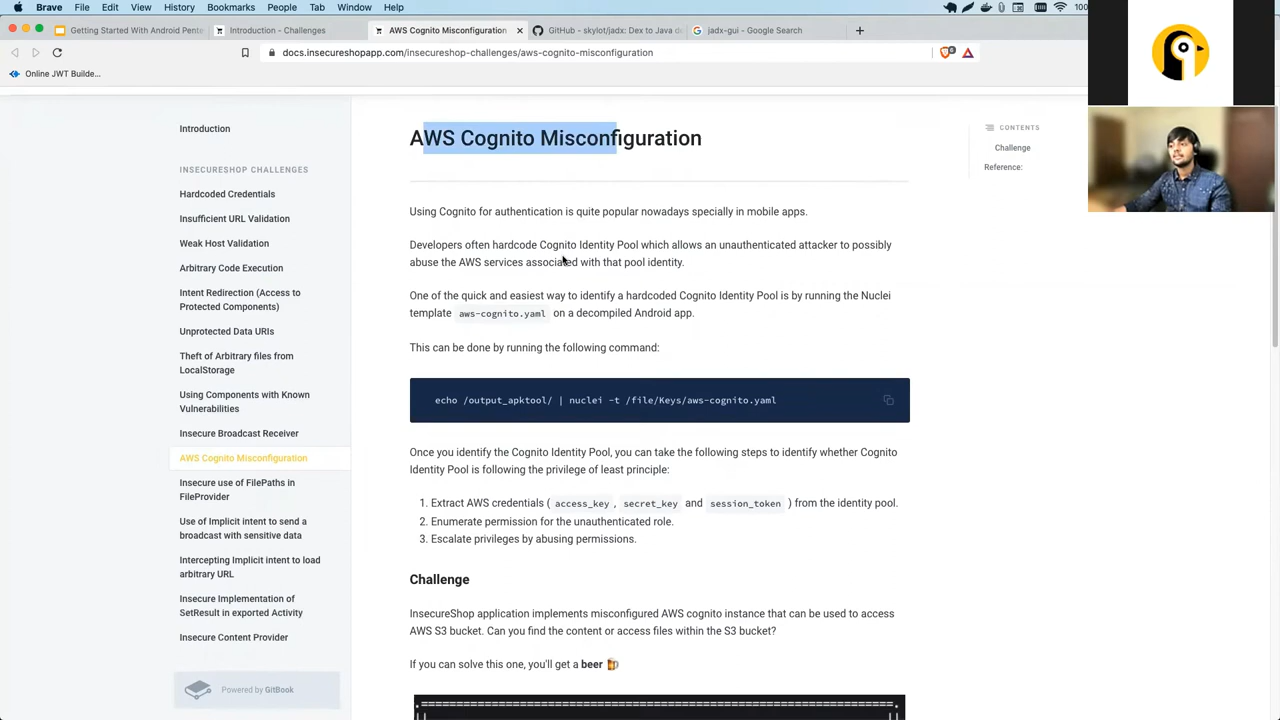 Brave File Edit View History Bookmarks People Tab Window Help 100
Getting Started With Android Pente
Introduction - Challenges
AWS Cognito Misconfiguration
GitHub - skylot/jadx: Dex to Java de
jadx-gui - Google Search
docs.insecureshopapp.com/insecureshop-challenges/aws-cognito-misconfiguration
Online JWT Builde...
Introduction
INSECURESHOP CHALLENGES
Hardcoded Credentials
Insufficient URL Validation
Weak Host Validation
Arbitrary Code Execution
Intent Redirection (Access to
Protected Components)
Unprotected Data URIs
Theft of Arbitrary files from
LocalStorage
Using Components with Known
Vulnerabilities
Insecure Broadcast Receiver
AWS Cognito Misconfiguration
Insecure use of FilePaths in
FileProvider
Use of Implicit intent to send a
broadcast with sensitive data
Intercepting Implicit intent to load
arbitrary URL
Insecure Implementation of
SetResult in exported Activity
Insecure Content Provider
Powered by GitBook
AWS Cognito Misconfiguration
Using Cognito for authentication is quite popular nowadays specially in mobile apps.
Developers often hardcode Cognito Identity Pool which allows an unauthenticated attacker to possibly
abuse the AWS services associated with that pool identity.
One of the quick and easiest way to identify a hardcoded Cognito Identity Pool is by running the Nuclei
template aws-cognito.yaml on a decompiled Android app.
This can be done by running the following command:
echo /output_apktool/ | nuclei -t /file/Keys/aws-cognito.yaml
Once you identify the Cognito Identity Pool, you can take the following steps to identify whether Cognito
Identity Pool is following the privilege of least principle:
1. Extract AWS credentials ( access_key , secret_key and session_token ) from the identity pool.
2. Enumerate permission for the unauthenticated role.
3. Escalate privileges by abusing permissions.
Challenge
InsecureShop application implements misconfigured AWS cognito instance that can be used to access
AWS S3 bucket. Can you find the content or access files within the S3 bucket?
If you can solve this one, you'll get a beer 🍺
CONTENTS
Challenge
Reference: